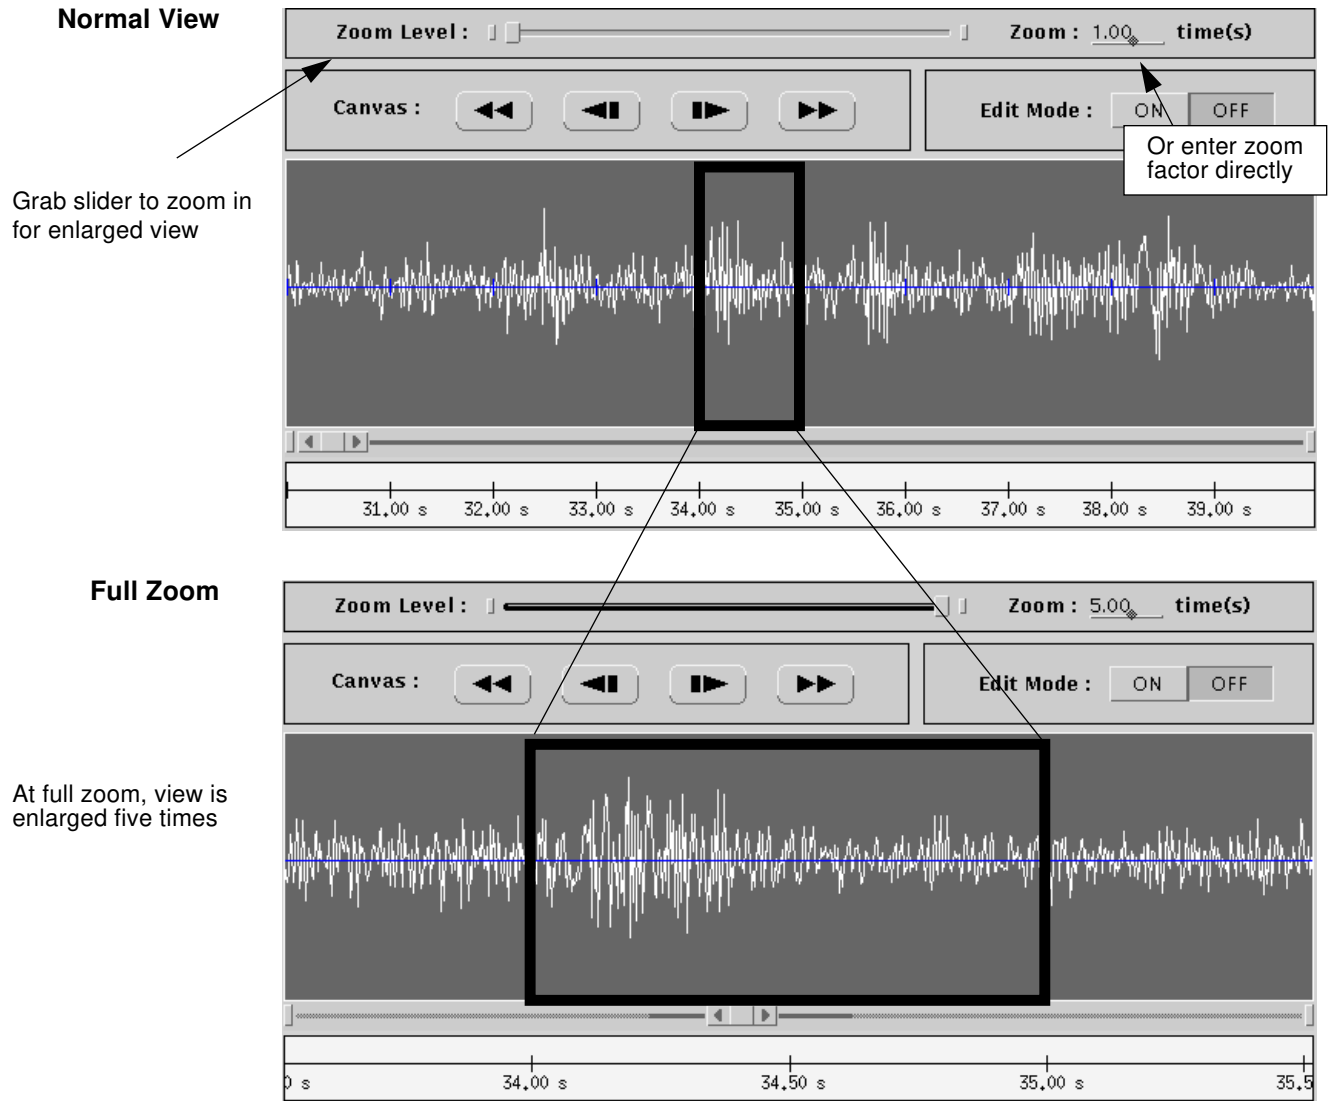 Normal View
Zoom Level :
Zoom : 1.00 time(s)
Canvas :
Edit Mode : ON OFF
Or enter zoom
factor directly
Grab slider to zoom in
for enlarged view
31.00 s 32.00 s 33.00 s 34.00 s 35.00 s 36.00 s 37.00 s 38.00 s 39.00 s
Full Zoom
Zoom Level :
Zoom : 5.00 time(s)
Canvas :
Edit Mode : ON OFF
At full zoom, view is
enlarged five times
0 s 34.00 s 34.50 s 35.00 s 35.5